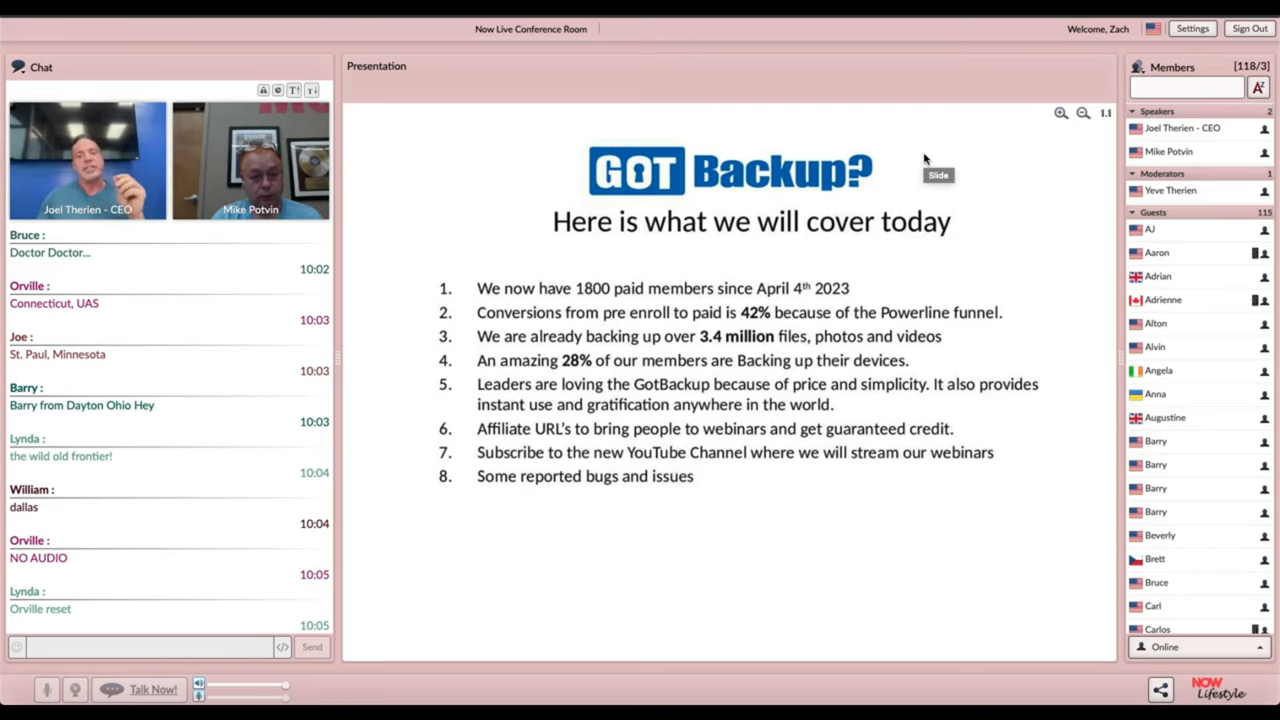 Now Live Conference Room
Welcome, Zach
Settings
Sign Out
Chat
Joel Therien - CEO
Mike Potvin
Bruce :
Doctor Doctor...
10:02
Orville :
Connecticut, UAS
10:03
Joe :
St. Paul, Minnesota
10:03
Barry :
Barry from Dayton Ohio Hey
10:03
Lynda :
the wild old frontier!
10:04
William :
dallas
10:04
Orville :
NO AUDIO
10:05
Lynda :
Orville reset
10:05
Send
Talk Now!
Presentation
1.1
GOT Backup?
Slide
Here is what we will cover today
1. We now have 1800 paid members since April 4th 2023
2. Conversions from pre enroll to paid is 42% because of the Powerline funnel.
3. We are already backing up over 3.4 million files, photos and videos
4. An amazing 28% of our members are Backing up their devices.
5. Leaders are loving the GotBackup because of price and simplicity. It also provides
instant use and gratification anywhere in the world.
6. Affiliate URL's to bring people to webinars and get guaranteed credit.
7. Subscribe to the new YouTube Channel where we will stream our webinars
8. Some reported bugs and issues
Members [118/3]
Speakers 2
Joel Therien - CEO
Mike Potvin
Moderators 1
Yeve Therien
Guests 115
AJ
Aaron
Adrian
Adrienne
Alton
Alvin
Angela
Anna
Augustine
Barry
Barry
Barry
Barry
Beverly
Brett
Bruce
Carl
Carlos
Online
NOW
Lifestyle